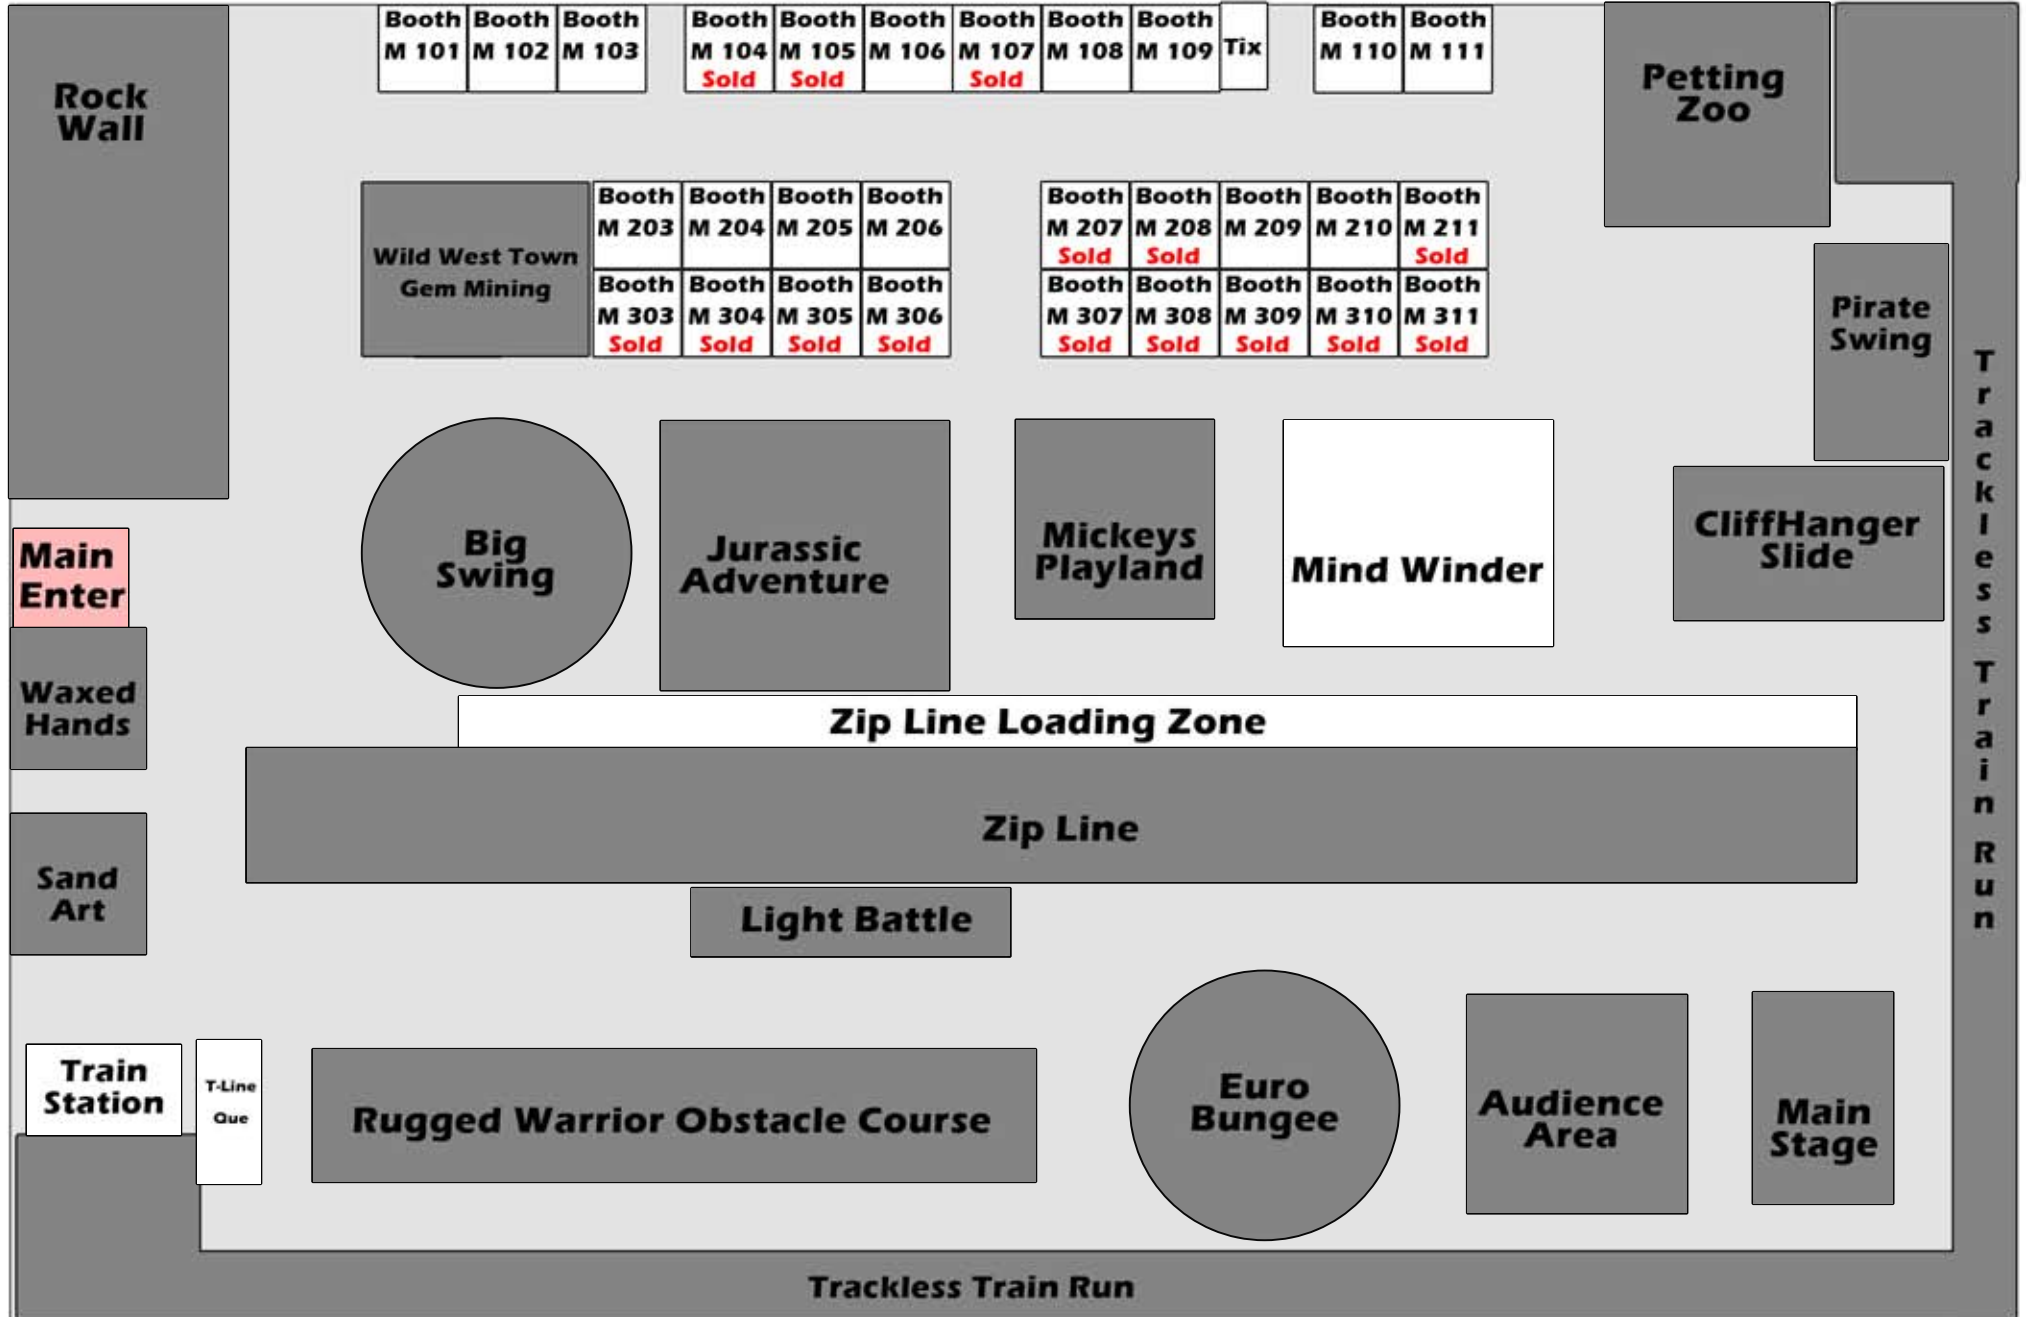 Booth
M 101
Booth
M 102
Booth
M 103
Booth
M 104
Sold
Booth
M 105
Sold
Booth
M 106
Booth
M 107
Sold
Booth
M 108
Booth
M 109
Tix
Booth
M 110
Booth
M 111
Rock
Wall
Petting
Zoo
Wild West Town
Gem Mining
Booth
M 203
Booth
M 204
Booth
M 205
Booth
M 206
Booth
M 207
Sold
Booth
M 208
Sold
Booth
M 209
Booth
M 210
Booth
M 211
Sold
Booth
M 303
Sold
Booth
M 304
Sold
Booth
M 305
Sold
Booth
M 306
Sold
Booth
M 307
Sold
Booth
M 308
Sold
Booth
M 309
Sold
Booth
M 310
Sold
Booth
M 311
Sold
Pirate
Swing
Trackless Train Run
Main
Enter
Big
Swing
Jurassic
Adventure
Mickeys
Playland
Mind Winder
CliffHanger
Slide
Waxed
Hands
Zip Line Loading Zone
Zip Line
Sand
Art
Light Battle
Train
Station
T-Line
Que
Rugged Warrior Obstacle Course
Euro
Bungee
Audience
Area
Main
Stage
Trackless Train Run